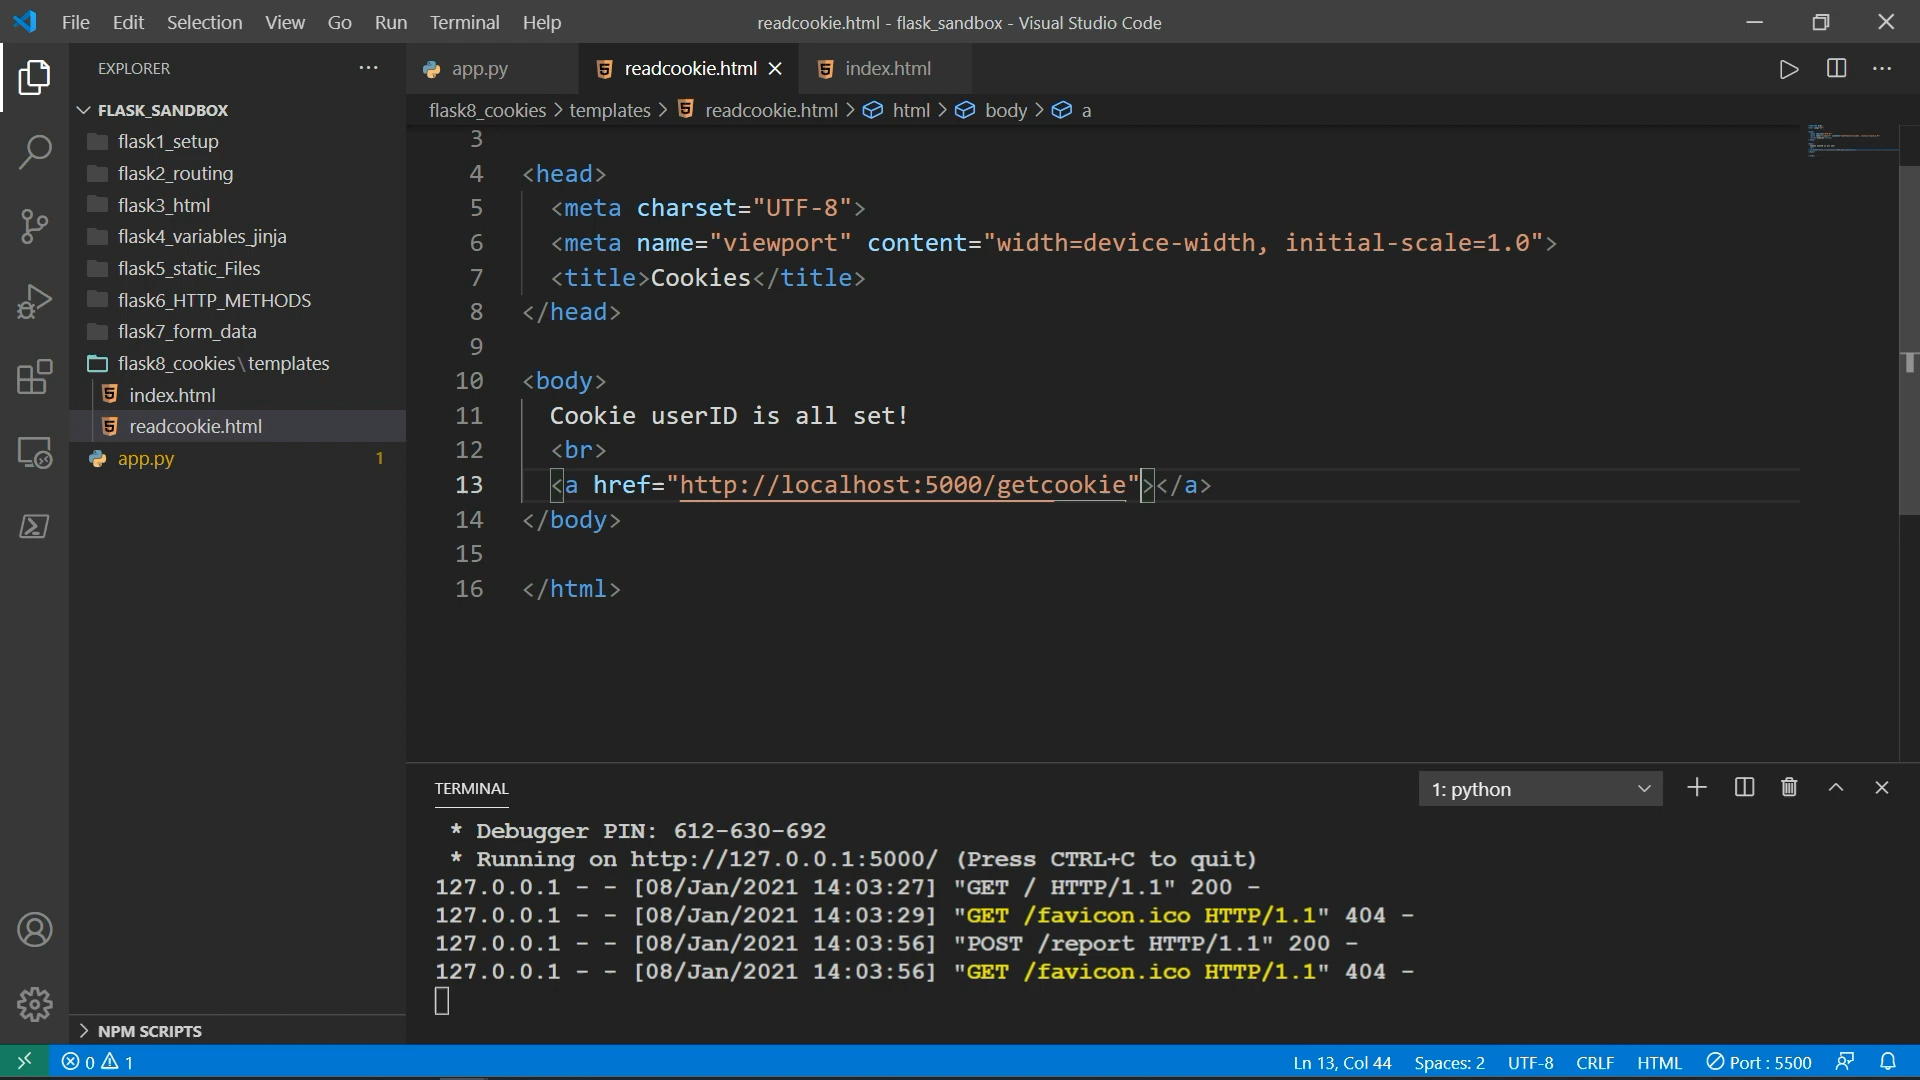 File Edit Selection View Go Run Terminal Help
readcookie.html - flask_sandbox - Visual Studio Code
EXPLORER
FLASK_SANDBOX
flask1_setup
flask2_routing
flask3_html
flask4_variables_jinja
flask5_static_Files
flask6_HTTP_METHODS
flask7_form_data
flask8_cookies\templates
index.html
readcookie.html
app.py 1
NPM SCRIPTS
app.py readcookie.html index.html
flask8_cookies > templates > readcookie.html > html > body > a
3
4 <head>
5 <meta charset="UTF-8">
6 <meta name="viewport" content="width=device-width, initial-scale=1.0">
7 <title>Cookies</title>
8 </head>
9
10 <body>
11 Cookie userID is all set!
12 <br>
13 <a href="http://localhost:5000/getcookie"></a>
14 </body>
15
16 </html>
TERMINAL
1: python
* Debugger PIN: 612-630-692
* Running on http://127.0.0.1:5000/ (Press CTRL+C to quit)
127.0.0.1 - - [08/Jan/2021 14:03:27] "GET / HTTP/1.1" 200 -
127.0.0.1 - - [08/Jan/2021 14:03:29] "GET /favicon.ico HTTP/1.1" 404 -
127.0.0.1 - - [08/Jan/2021 14:03:56] "POST /report HTTP/1.1" 200 -
127.0.0.1 - - [08/Jan/2021 14:03:56] "GET /favicon.ico HTTP/1.1" 404 -
0 1
Ln 13, Col 44 Spaces: 2 UTF-8 CRLF HTML Port : 5500